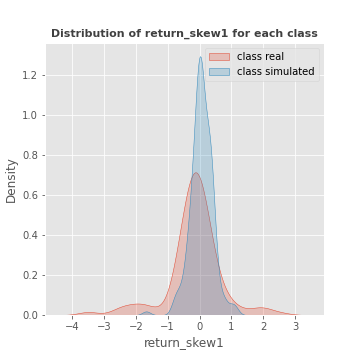 Distribution of return_skew1 for each class
class real
class simulated
1.2
1.0
0.8
0.6
0.4
0.2
0.0
Density
−4 −3 −2 −1 0 1 2 3
return_skew1